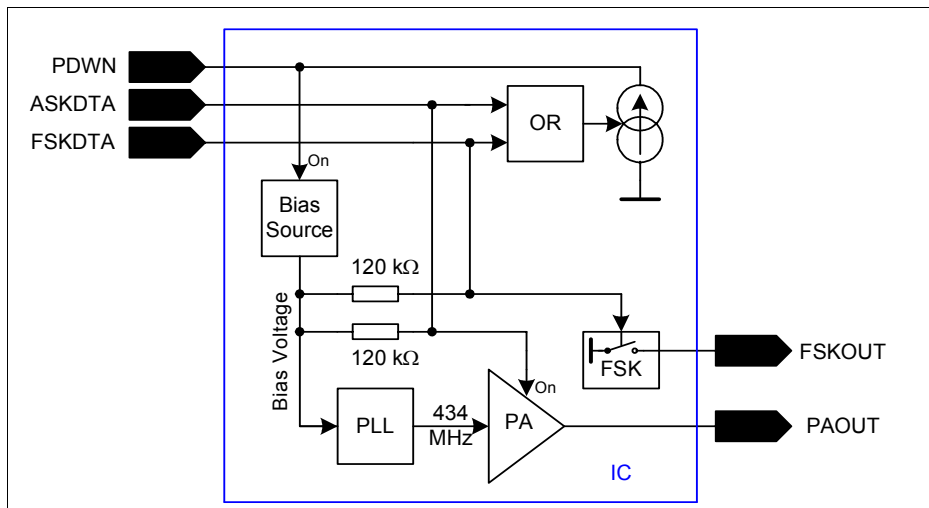 PDWN
ASKDTA
FSKDTA
OR
On
Bias
Source
120 kΩ
Bias Voltage
120 kΩ
FSK
FSKOUT
On
PLL
434
MHz
PA
PAOUT
IC